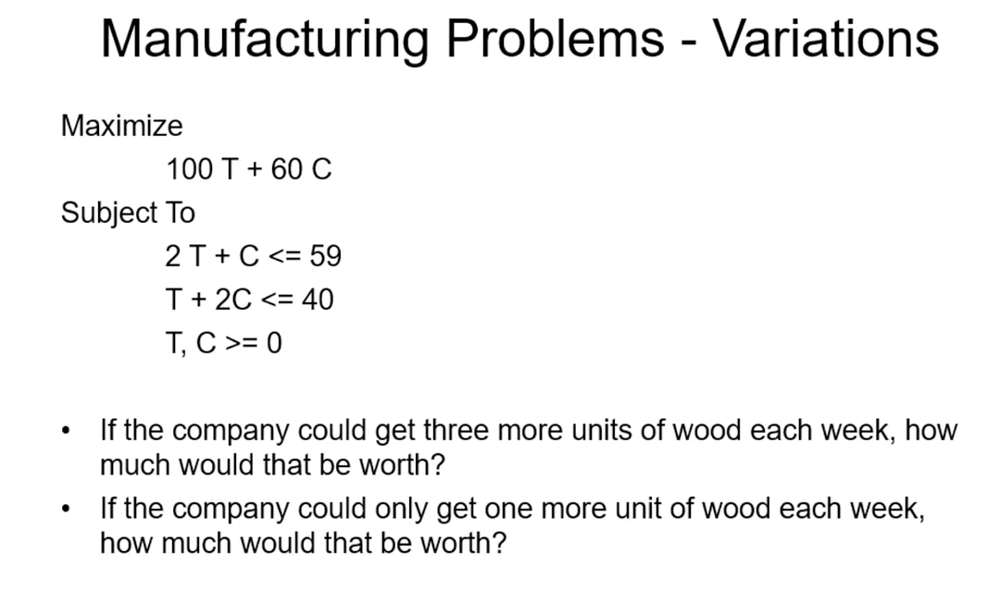 Manufacturing Problems - Variations
Maximize
100 T + 60 C
Subject To
2 T + C <= 59
T + 2C <= 40
T, C >= 0
• If the company could get three more units of wood each week, how
much would that be worth?
• If the company could only get one more unit of wood each week,
how much would that be worth?